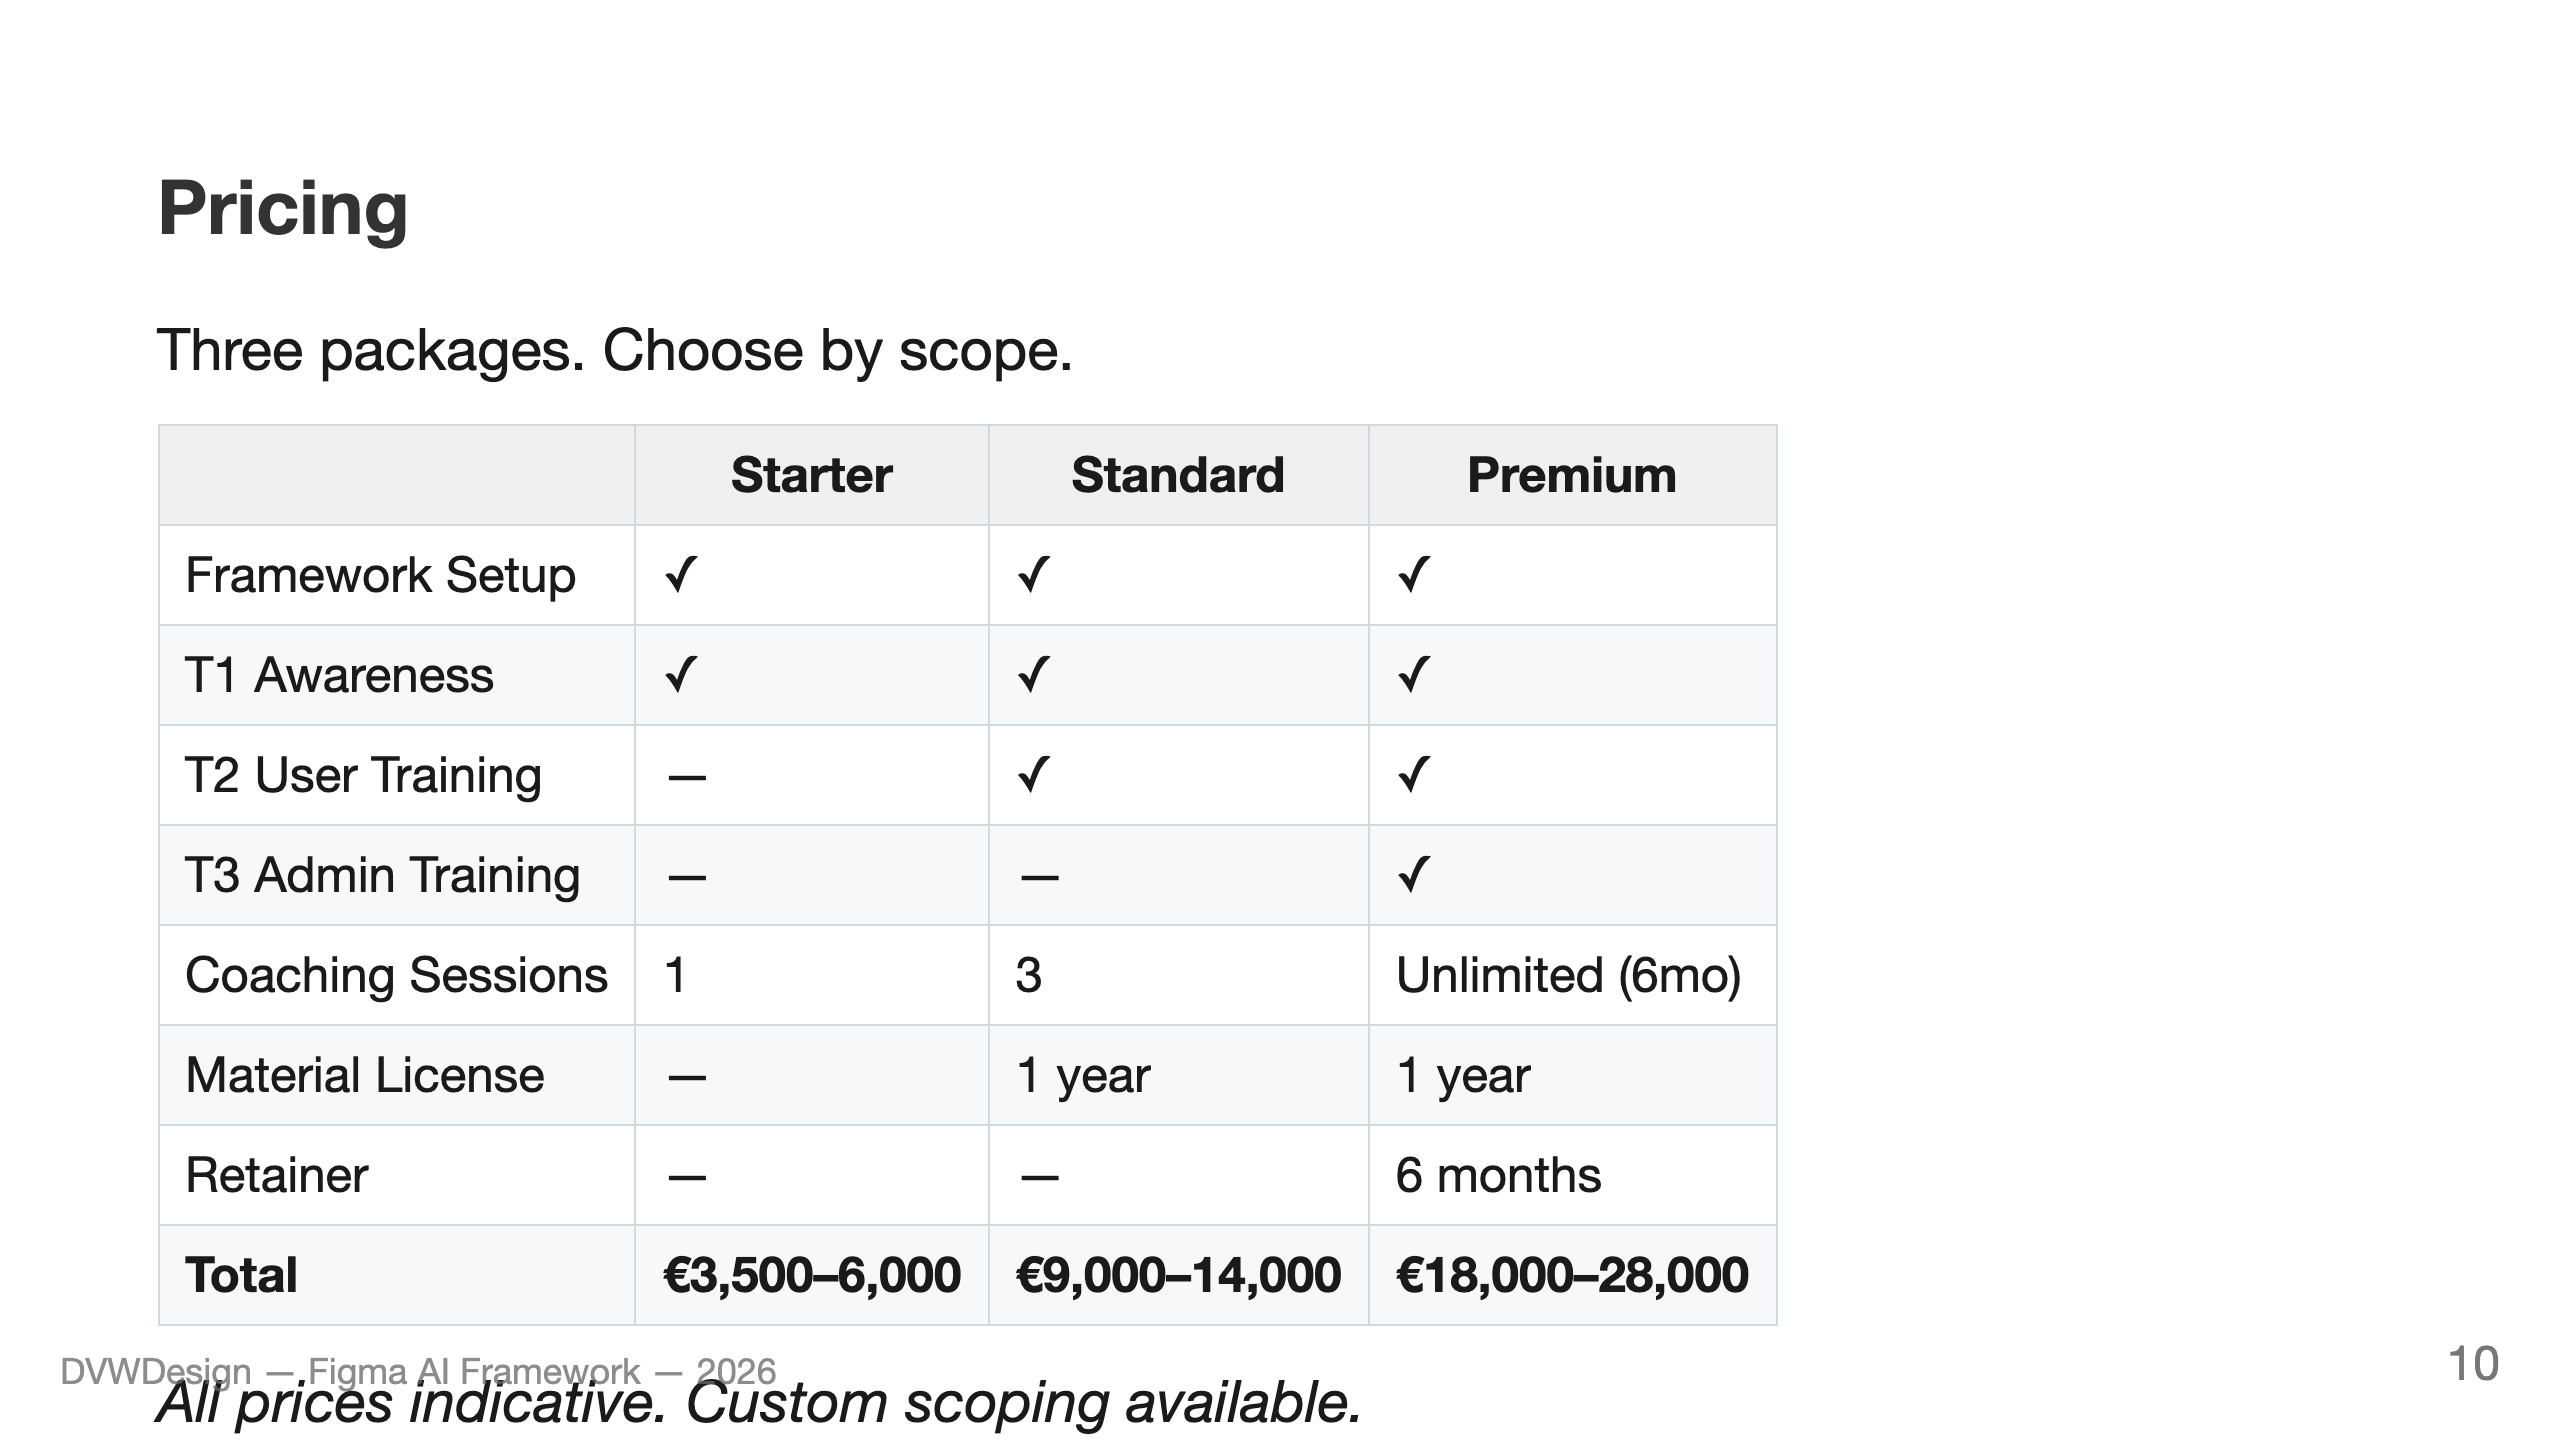 Pricing
Three packages. Choose by scope.
Starter Standard Premium
Framework Setup ✓ ✓ ✓
T1 Awareness ✓ ✓ ✓
T2 User Training — ✓ ✓
T3 Admin Training — — ✓
Coaching Sessions 1 3 Unlimited (6mo)
Material License — 1 year 1 year
Retainer — — 6 months
Total €3,500–6,000 €9,000–14,000 €18,000–28,000
DVWDesign — Figma AI Framework — 2026 10
All prices indicative. Custom scoping available.